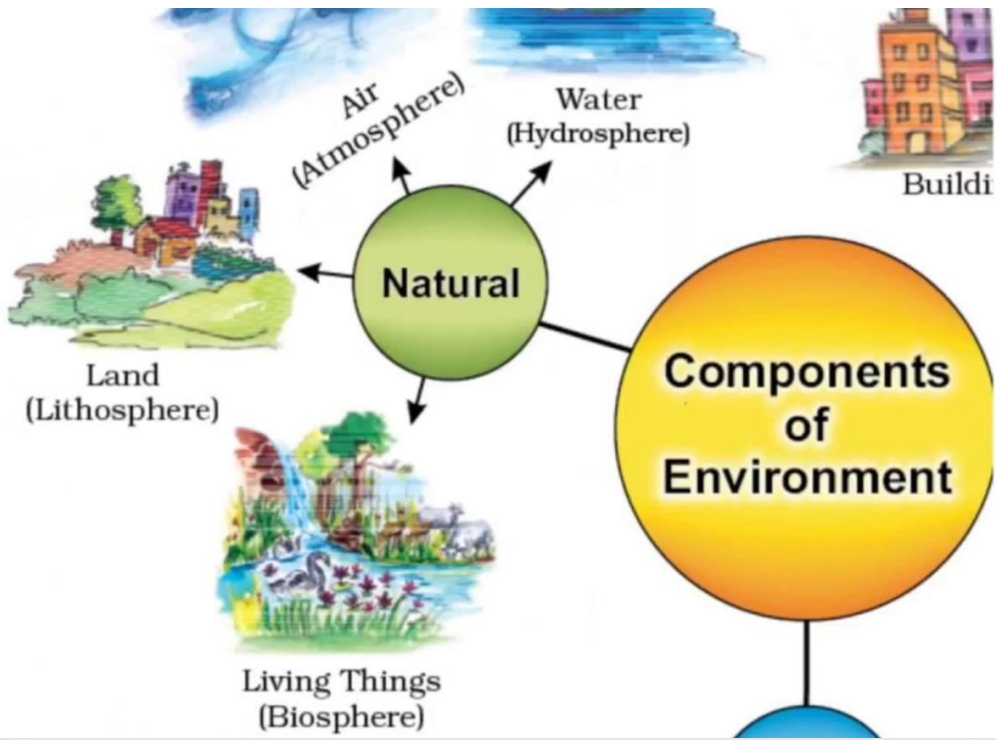 Air
(Atmosphere)
Water
(Hydrosphere)
Buildi
Natural
Land
(Lithosphere)
Components
of
Environment
Living Things
(Biosphere)